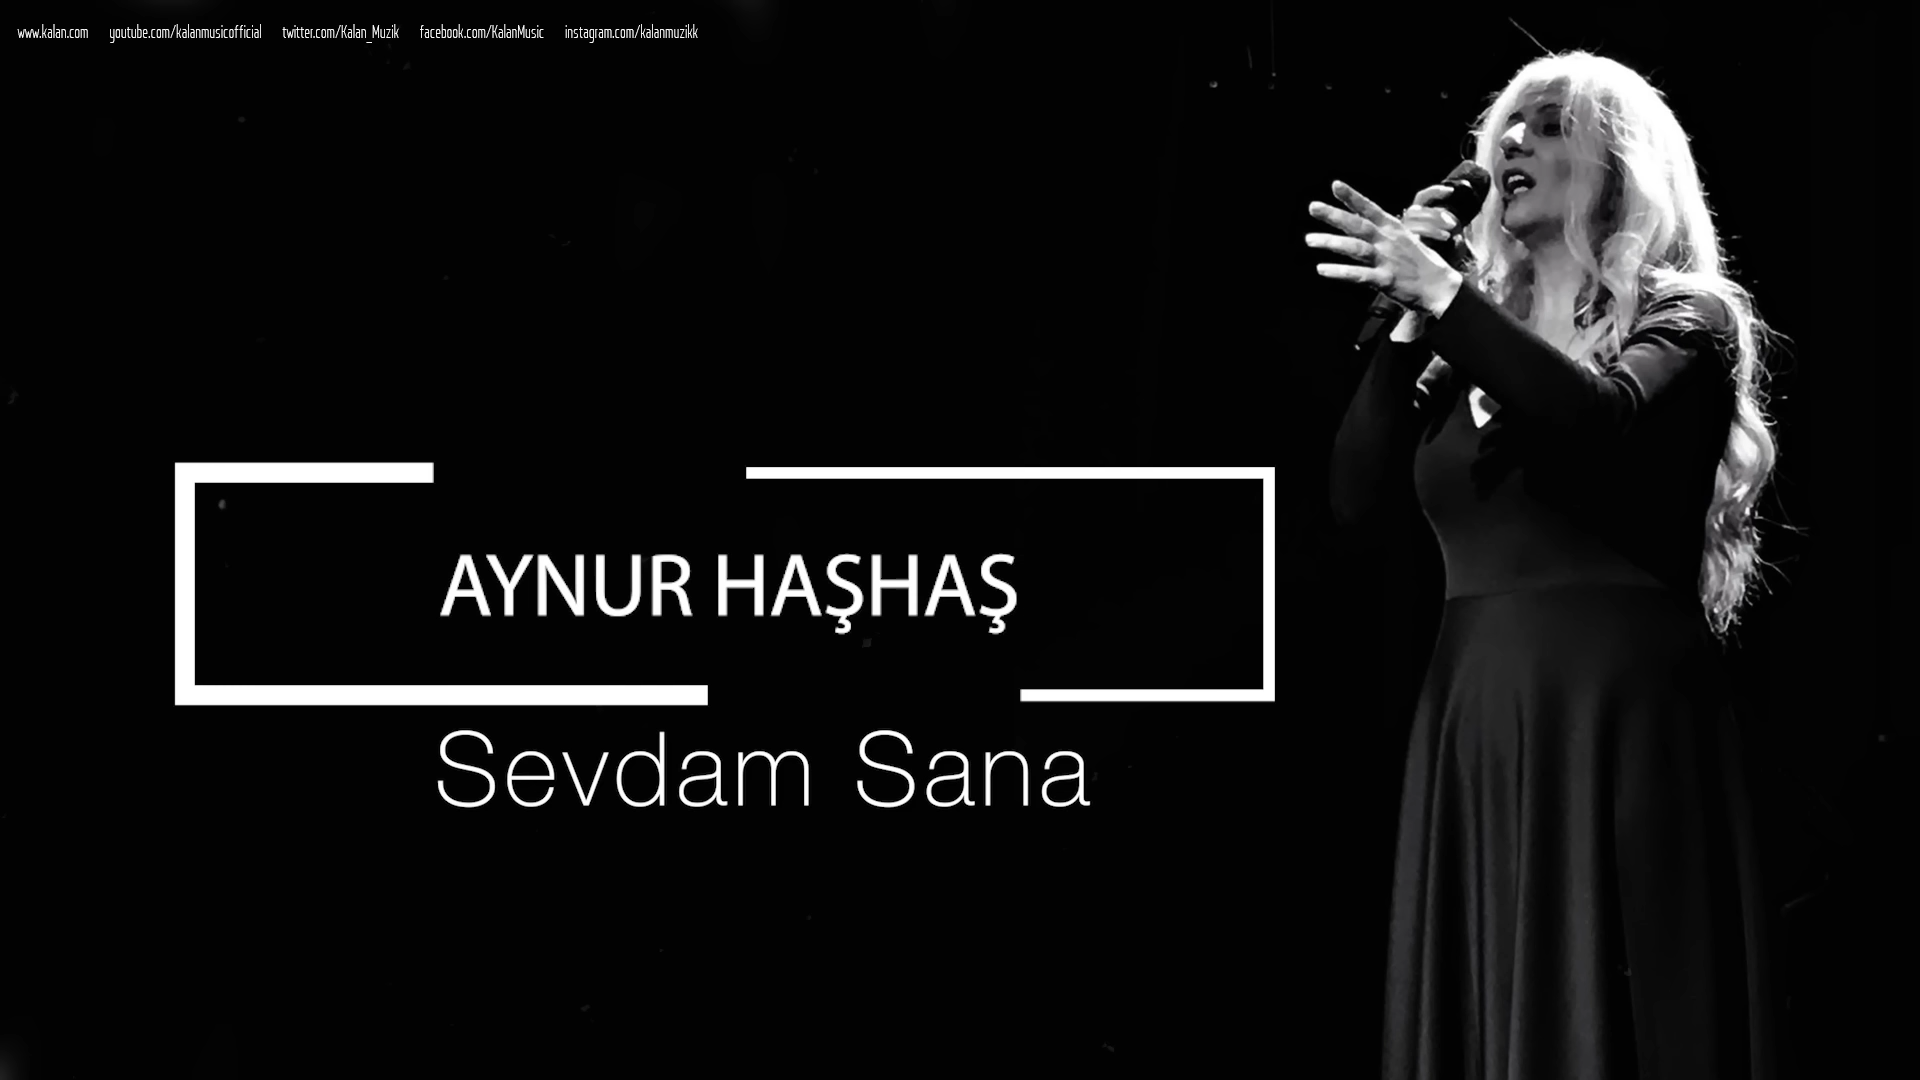 www.kalan.com youtube.com/kalanmusicofficial twitter.com/Kalan_Muzik facebook.com/KalanMusic instagram.com/kalanmuzikk
AYNUR HAŞHAŞ
Sevdam Sana